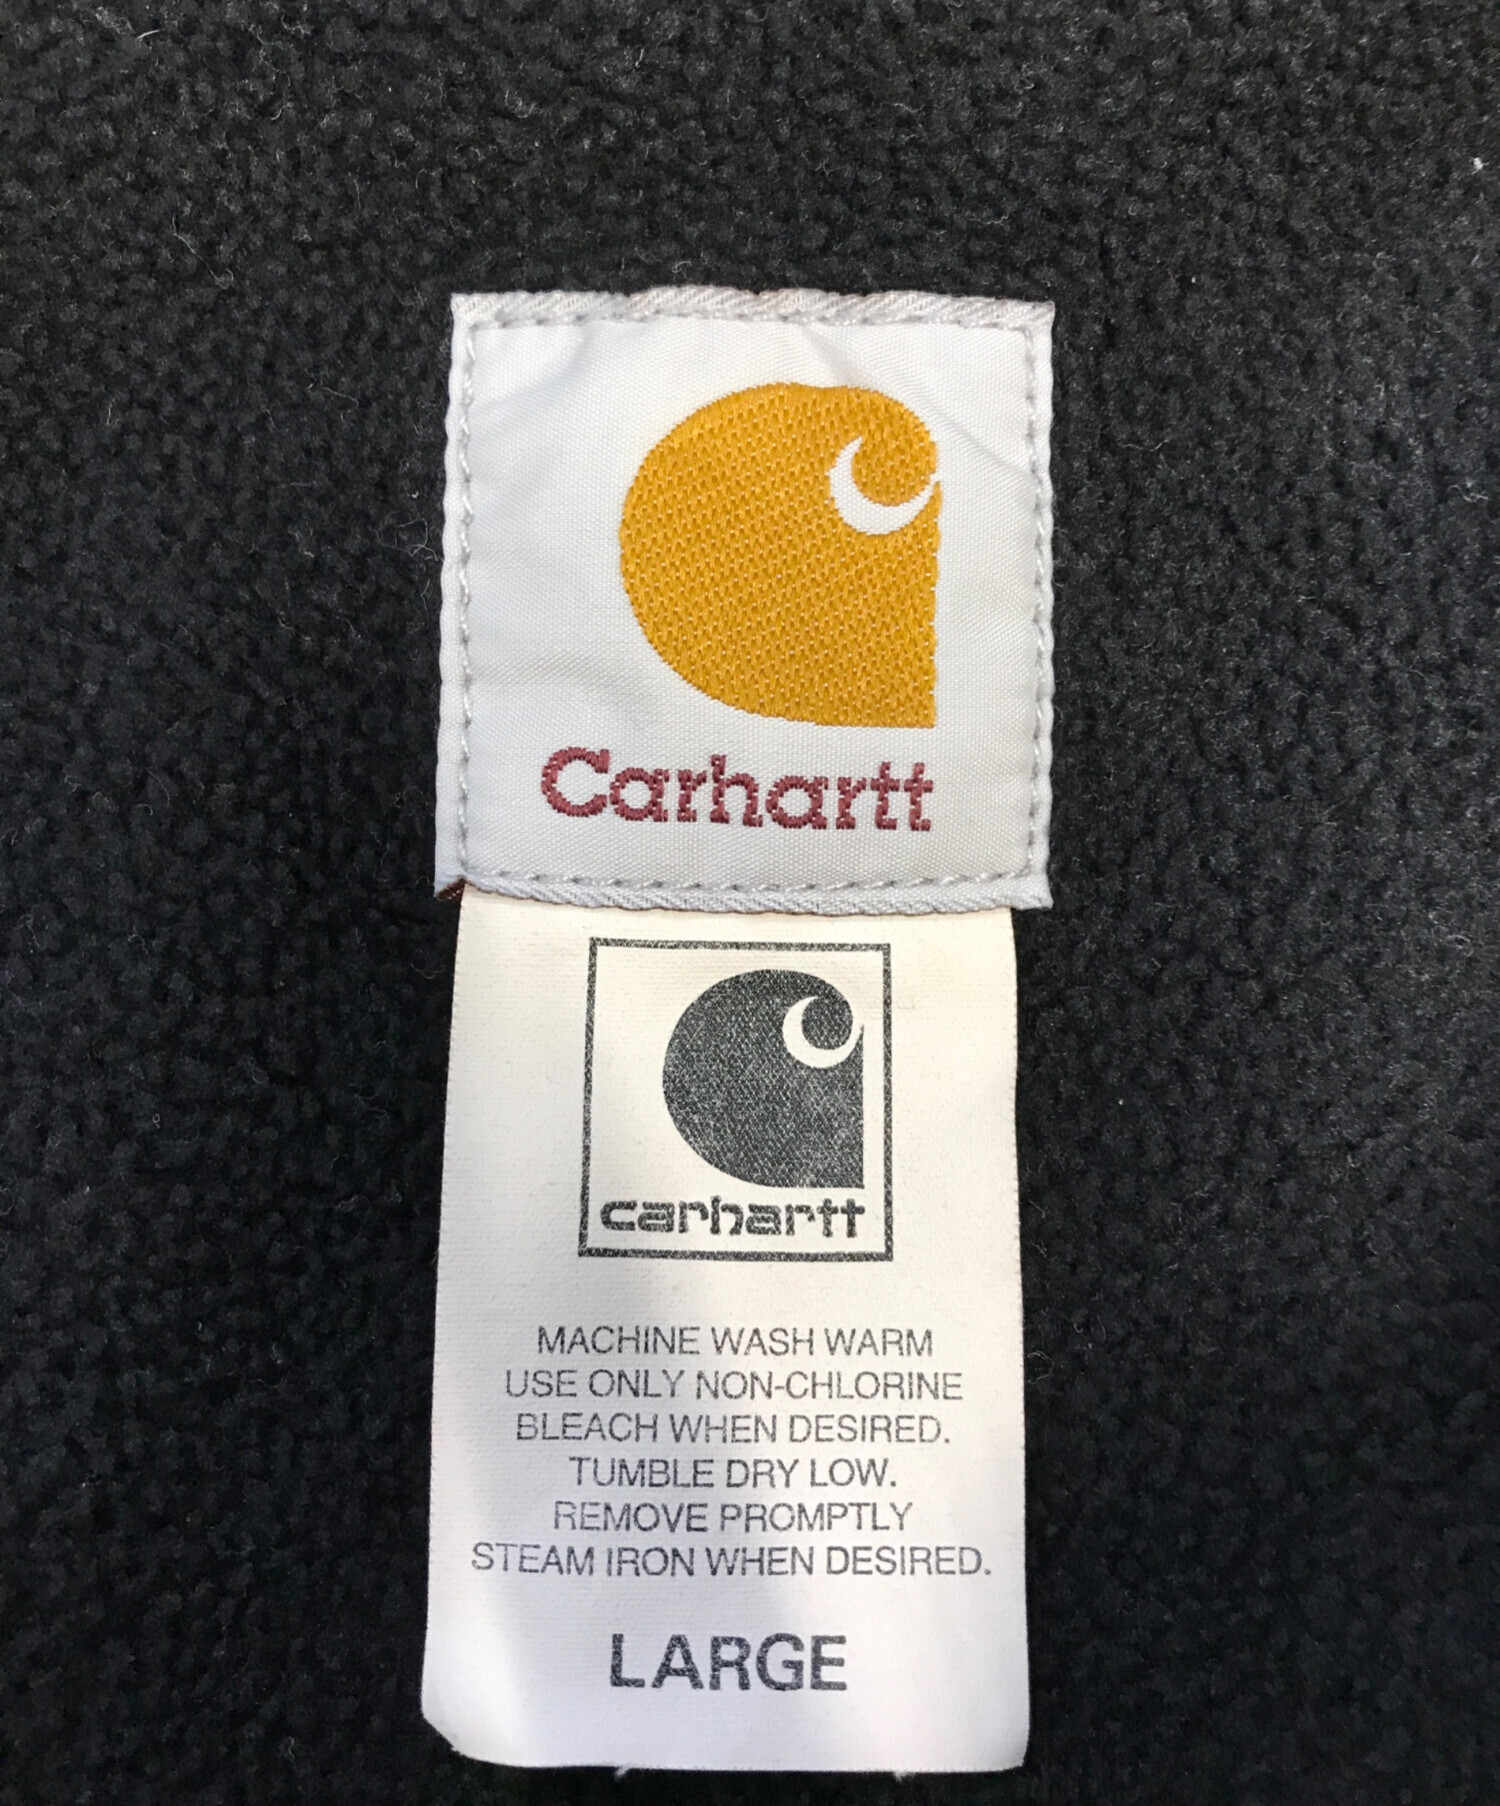 Carhartt
carhartt
MACHINE WASH WARM
USE ONLY NON-CHLORINE
BLEACH WHEN DESIRED.
TUMBLE DRY LOW.
REMOVE PROMPTLY
STEAM IRON WHEN DESIRED.
LARGE